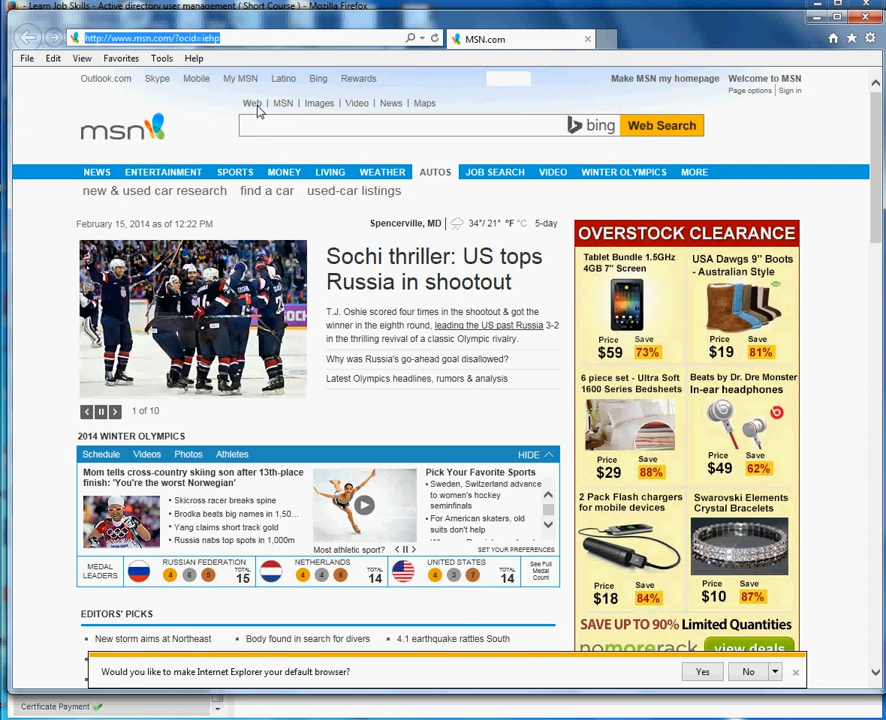 - Learn Job Skills - Active directory user management ( Short Course ) - Mozilla Firefox
http://www.msn.com/?ocid=iehp
MSN.com
File Edit View Favorites Tools Help
Outlook.com Skype Mobile My MSN Latino Bing Rewards
Make MSN my homepage Welcome to MSN
Page options | Sign in
Web | MSN | Images | Video | News | Maps
msn
bing Web Search
NEWS ENTERTAINMENT SPORTS MONEY LIVING WEATHER AUTOS JOB SEARCH VIDEO WINTER OLYMPICS MORE
new & used car research find a car used-car listings
February 15, 2014 as of 12:22 PM
Spencerville, MD 34°/ 21° °F °C 5-day
Sochi thriller: US tops
Russia in shootout
T.J. Oshie scored four times in the shootout & got the
winner in the eighth round, leading the US past Russia 3-2
in the thrilling revival of a classic Olympic rivalry.
Why was Russia's go-ahead goal disallowed?
Latest Olympics headlines, rumors & analysis
1 of 10
2014 WINTER OLYMPICS
Schedule Videos Photos Athletes HIDE
Mom tells cross-country skiing son after 13th-place
finish: 'You're the worst Norwegian'
Skicross racer breaks spine
Brodka beats big names in 1,50...
Yang claims short track gold
Russia nabs top spots in 1,000m
Most athletic sport?
Pick Your Favorite Sports
Sweden, Switzerland advance
to women's hockey
semifinals
For American skaters, old
suits don't help
SET YOUR PREFERENCES
MEDAL
LEADERS
RUSSIAN FEDERATION
4 6 5 TOTAL
15
NETHERLANDS
4 4 6 TOTAL
14
UNITED STATES
4 3 7 TOTAL
14
See Full
Medal
Count
EDITORS' PICKS
New storm aims at Northeast Body found in search for divers 4.1 earthquake rattles South
OVERSTOCK CLEARANCE
Tablet Bundle 1.5GHz
4GB 7" Screen
Price Save
$59 73%
USA Dawgs 9" Boots
- Australian Style
Price Save
$19 81%
6 piece set - Ultra Soft
1600 Series Bedsheets
Price Save
$29 88%
Beats by Dr. Dre Monster
In-ear headphones
Price Save
$49 62%
2 Pack Flash chargers
for mobile devices
Price Save
$18 84%
Swarovski Elements
Crystal Bracelets
Price Save
$10 87%
SAVE UP TO 90% Limited Quantities
nomorerack view deals
Would you like to make Internet Explorer your default browser?
Yes No
Certficate Payment